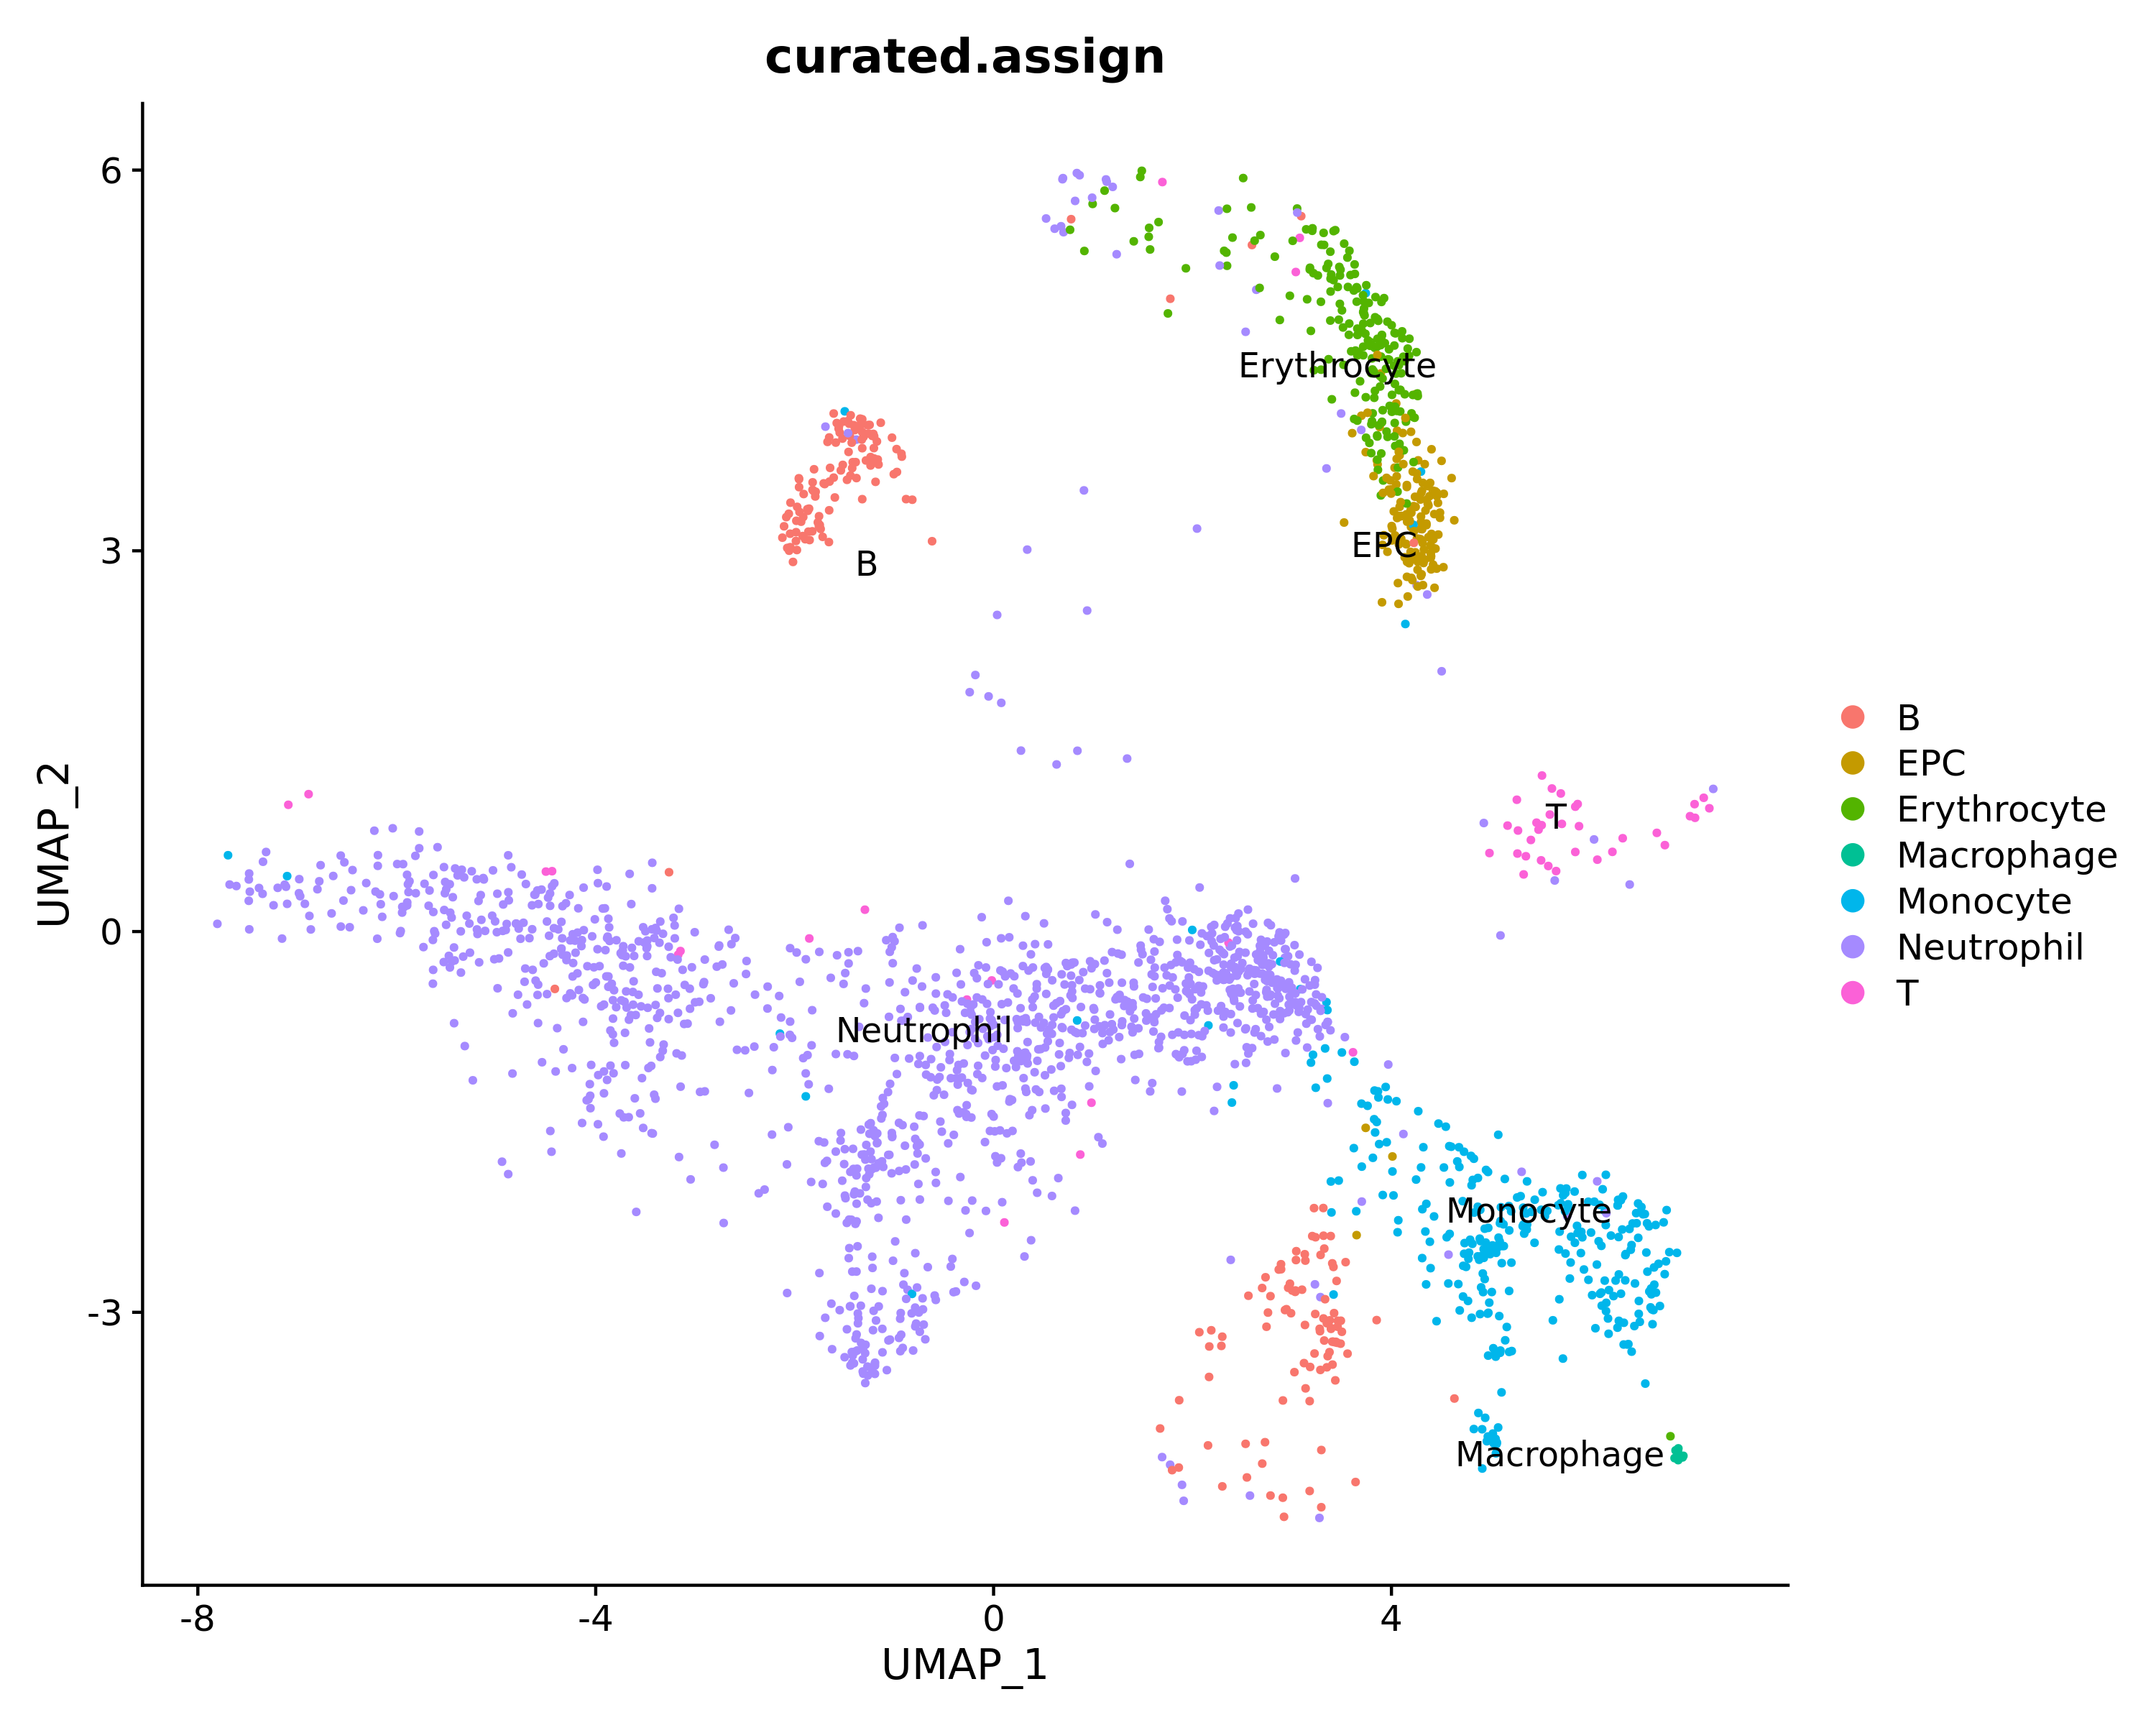 curated.assign
6
3
0
-3
-8
-4
0
4
UMAP_1
UMAP_2
Erythrocyte
B
EPC
T
Neutrophil
Monocyte
Macrophage
B
EPC
Erythrocyte
Macrophage
Monocyte
Neutrophil
T